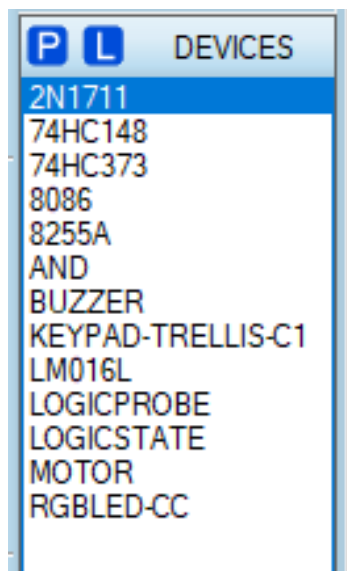 P L DEVICES
2N1711
74HC148
74HC373
8086
8255A
AND
BUZZER
KEYPAD-TRELLIS-C1
LM016L
LOGICPROBE
LOGICSTATE
MOTOR
RGBLED-CC